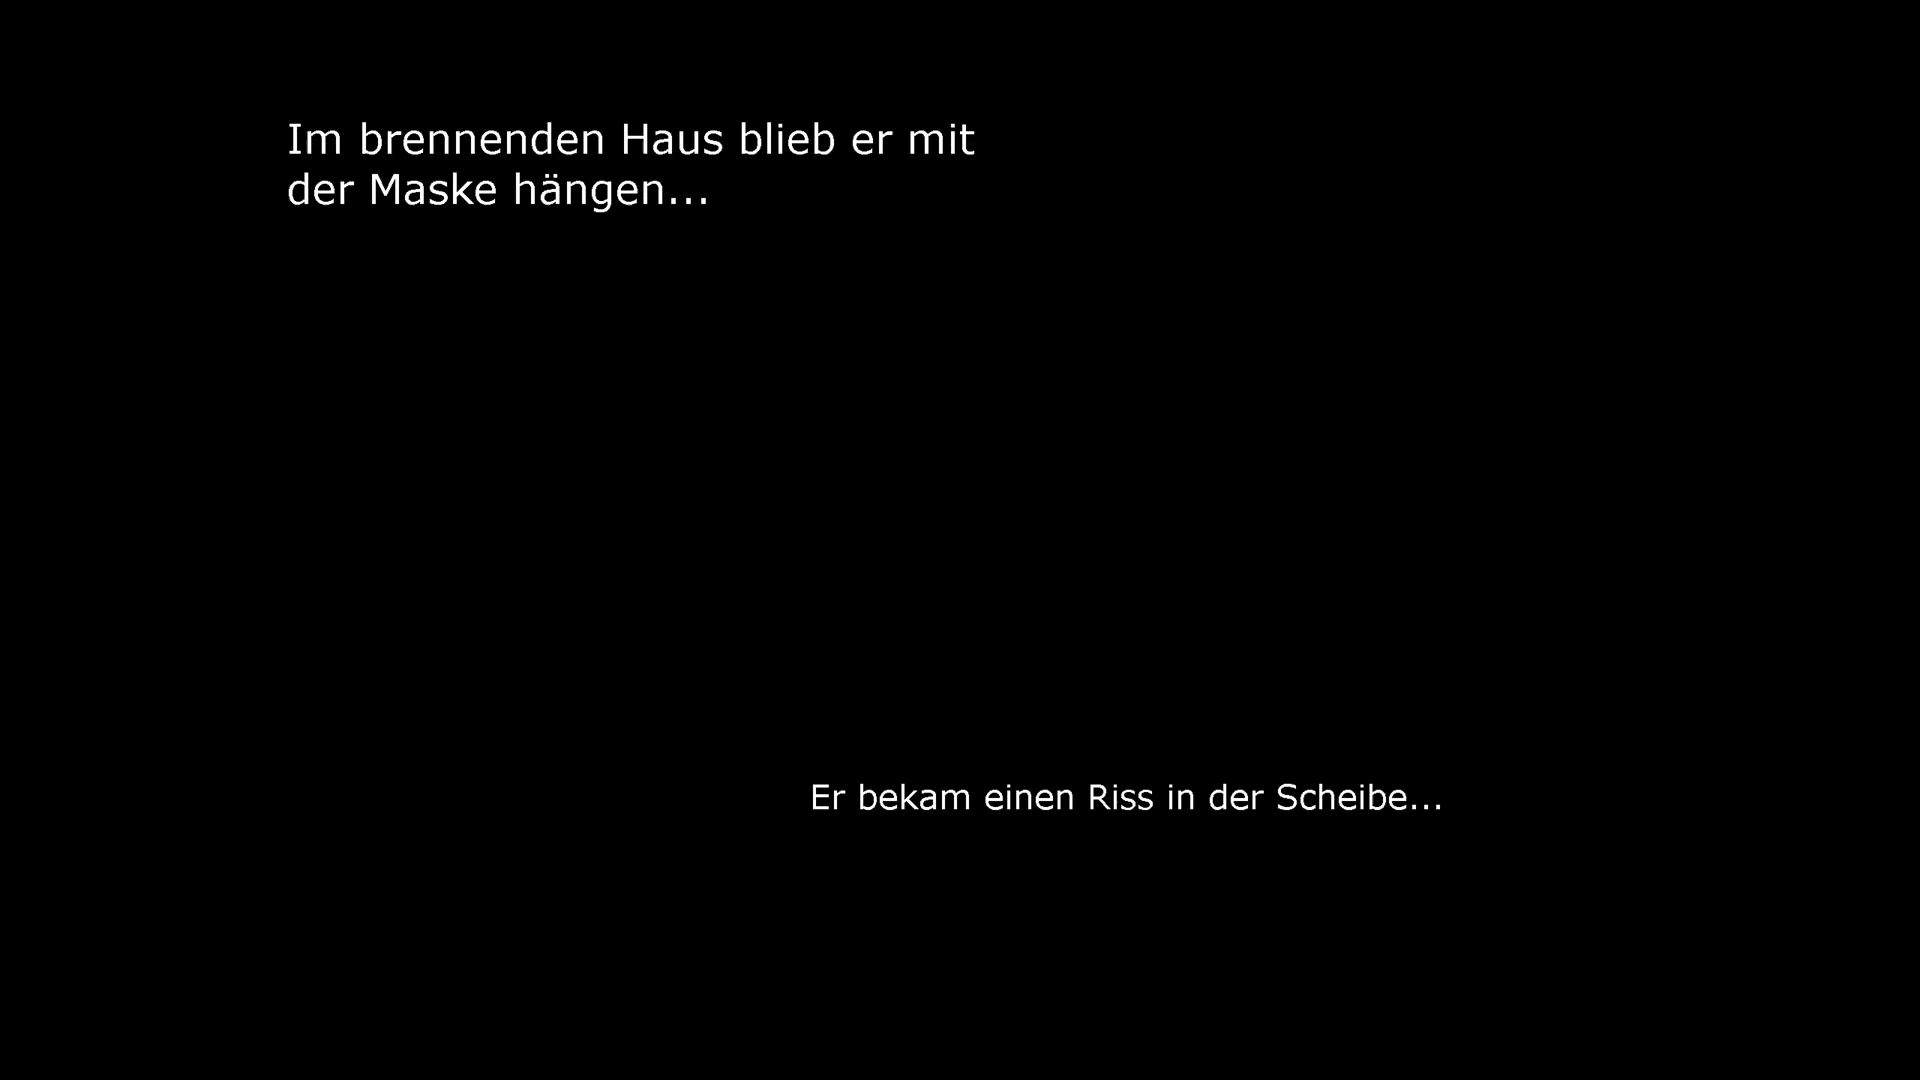 Im brennenden Haus blieb er mit
der Maske hängen...
Er bekam einen Riss in der Scheibe...